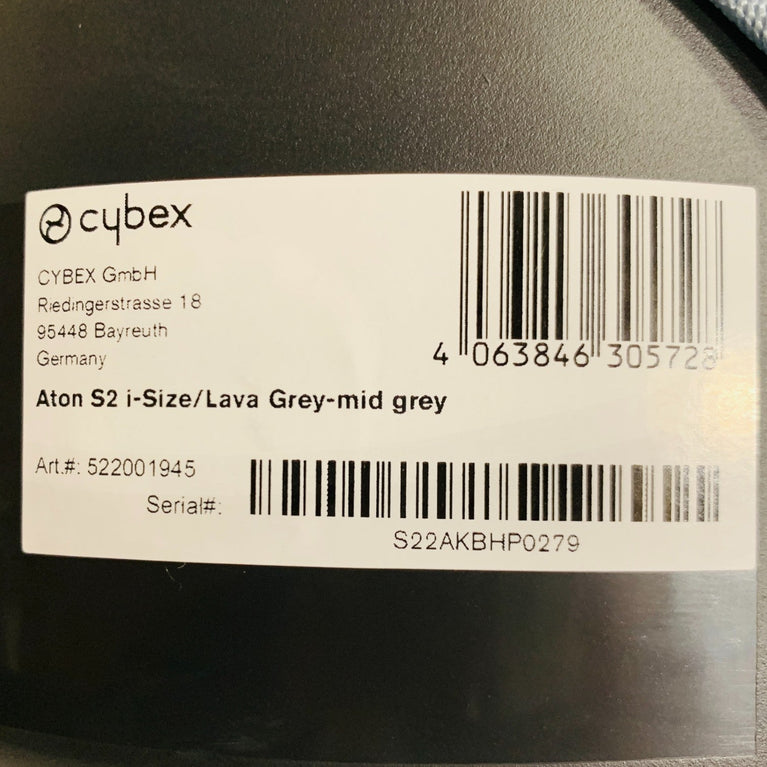 cybex
CYBEX GmbH
Riedingerstrasse 18
95448 Bayreuth
Germany
4 063846 305728
Aton S2 i-Size/Lava Grey-mid grey
Art.#: 522001945
Serial#:
S22AKBHP0279